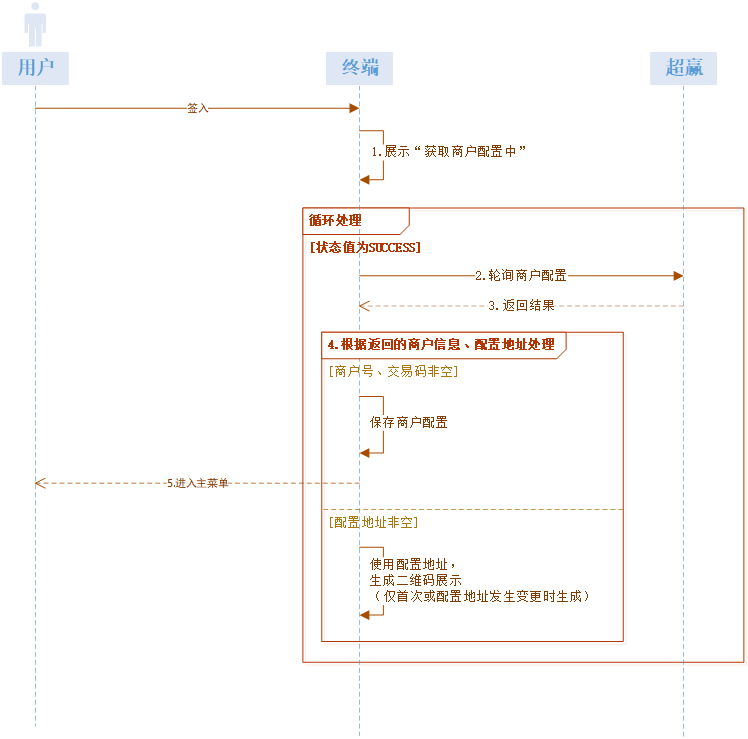 用户
终端
超赢
签入
1.展示“获取商户配置中”
循环处理
[状态值为SUCCESS]
2.轮询商户配置
3.返回结果
4.根据返回的商户信息、配置地址处理
[商户号、交易码非空]
保存商户配置
5.进入主菜单
[配置地址非空]
使用配置地址，
生成二维码展示
（仅首次或配置地址发生变更时生成）